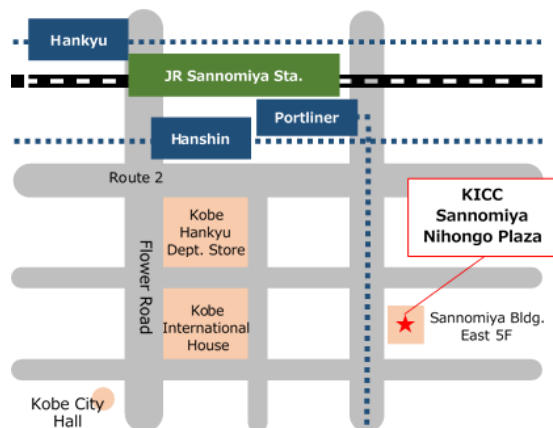 Hankyu
JR Sannomiya Sta.
Portliner
Hanshin
Route 2
KICC
Sannomiya
Nihongo Plaza
Kobe
Hankyu
Dept. Store
Flower Road
Kobe
International
House
Sannomiya Bldg.
East 5F
Kobe City
Hall